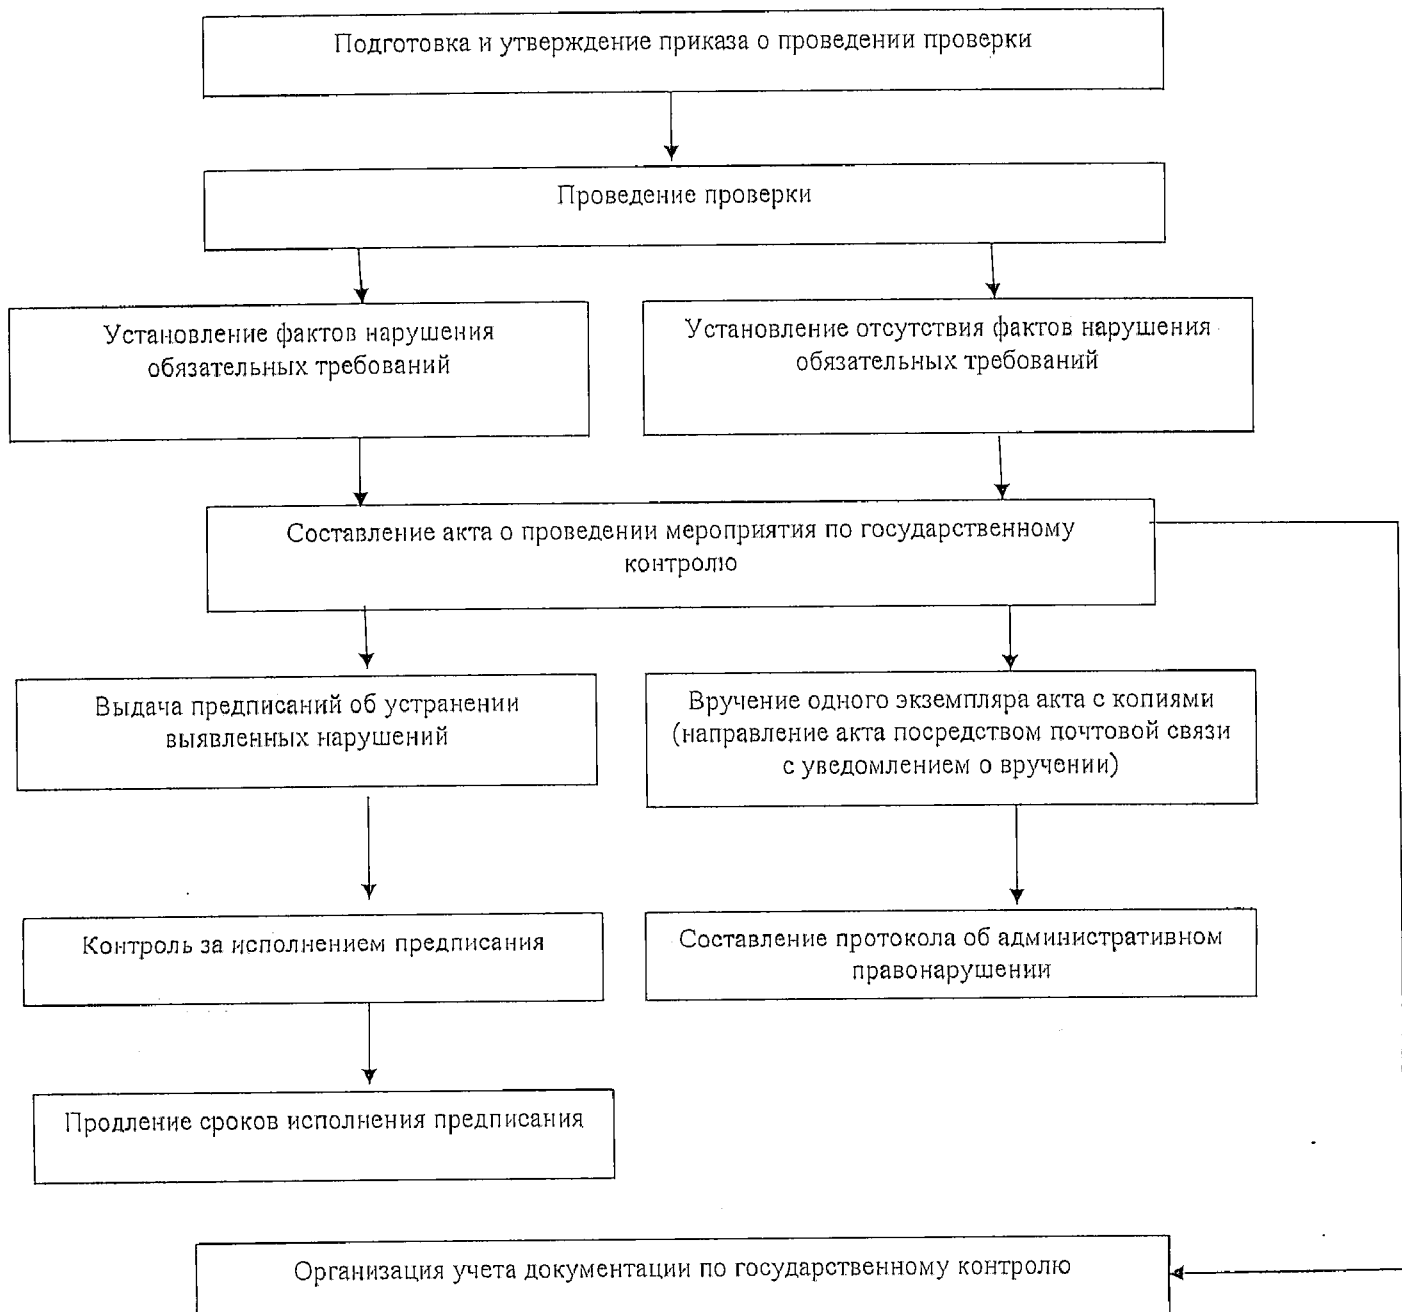 Подготовка и утверждение приказа о проведении проверки
Проведение проверки
Установление фактов нарушения
обязательных требований
Установление отсутствия фактов нарушения
обязательных требований
Составление акта о проведении мероприятия по государственному
контролю
Выдача предписаний об устранении
выявленных нарушений
Вручение одного экземпляра акта с копиями
(направление акта посредством почтовой связи
с уведомлением о вручении)
Контроль за исполнением предписания
Составление протокола об административном
правонарушении
Продление сроков исполнения предписания
Организация учета документации по государственному контролю